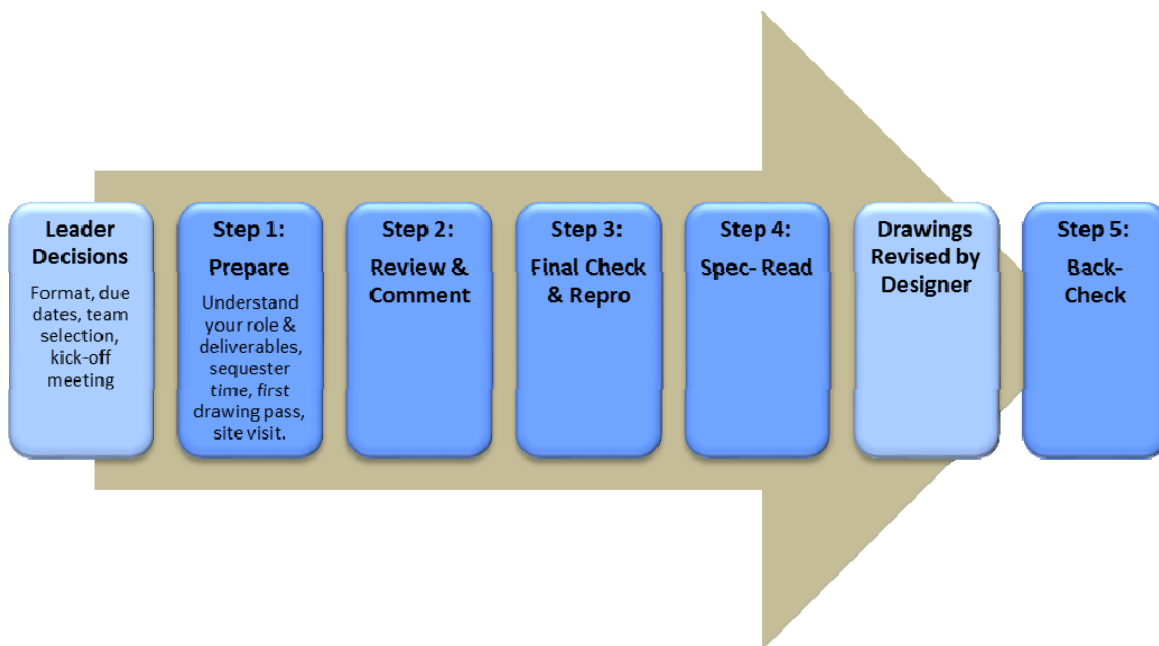 Leader
Decisions
Format, due
dates, team
selection,
kick-off
meeting
Step 1:
Prepare
Understand
your role &
deliverables,
sequester
time, first
drawing pass,
site visit.
Step 2:
Review &
Comment
Step 3:
Final Check
& Repro
Step 4:
Spec- Read
Drawings
Revised by
Designer
Step 5:
Back-
Check